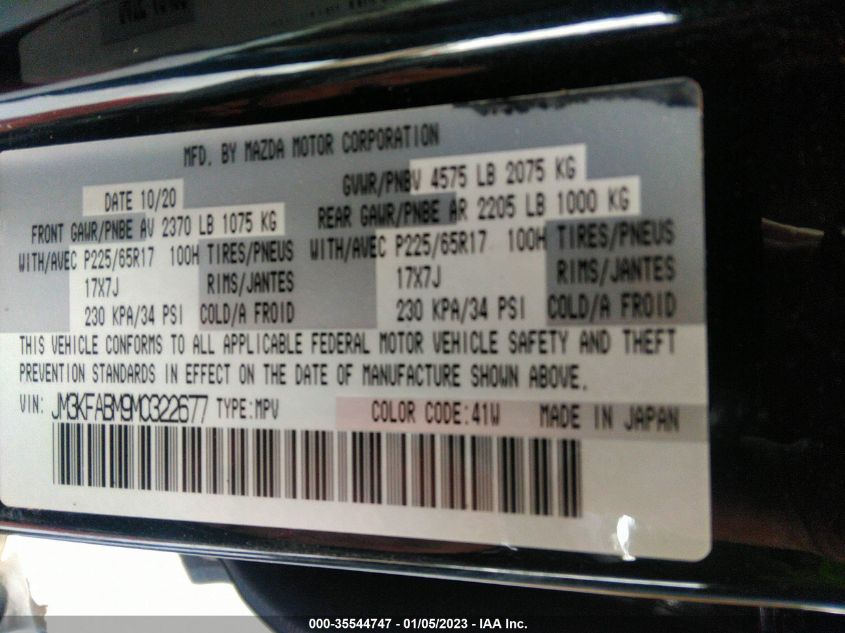 MFD. BY MAZDA MOTOR CORPORATION
DATE 10/20
GVWR/PNBV 4575 LB 2075 KG
FRONT GAWR/PNBE AV 2370 LB 1075 KG
REAR GAWR/PNBE AR 2205 LB 1000 KG
WITH/AVEC P225/65R17 100H TIRES/PNEUS
WITH/AVEC P225/65R17 100H TIRES/PNEUS
17X7J RIMS/JANTES
17X7J RIMS/JANTES
230 KPA/34 PSI COLD/A FROID
230 KPA/34 PSI COLD/A FROID
THIS VEHICLE CONFORMS TO ALL APPLICABLE FEDERAL MOTOR VEHICLE SAFETY AND THEFT
PREVENTION STANDARDS IN EFFECT ON THE DATE OF MANUFACTURE SHOWN ABOVE.
VIN: JM3KFABM9M0322677 TYPE:MPV COLOR CODE:41W MADE IN JAPAN
000-35544747 - 01/05/2023 - IAA Inc.